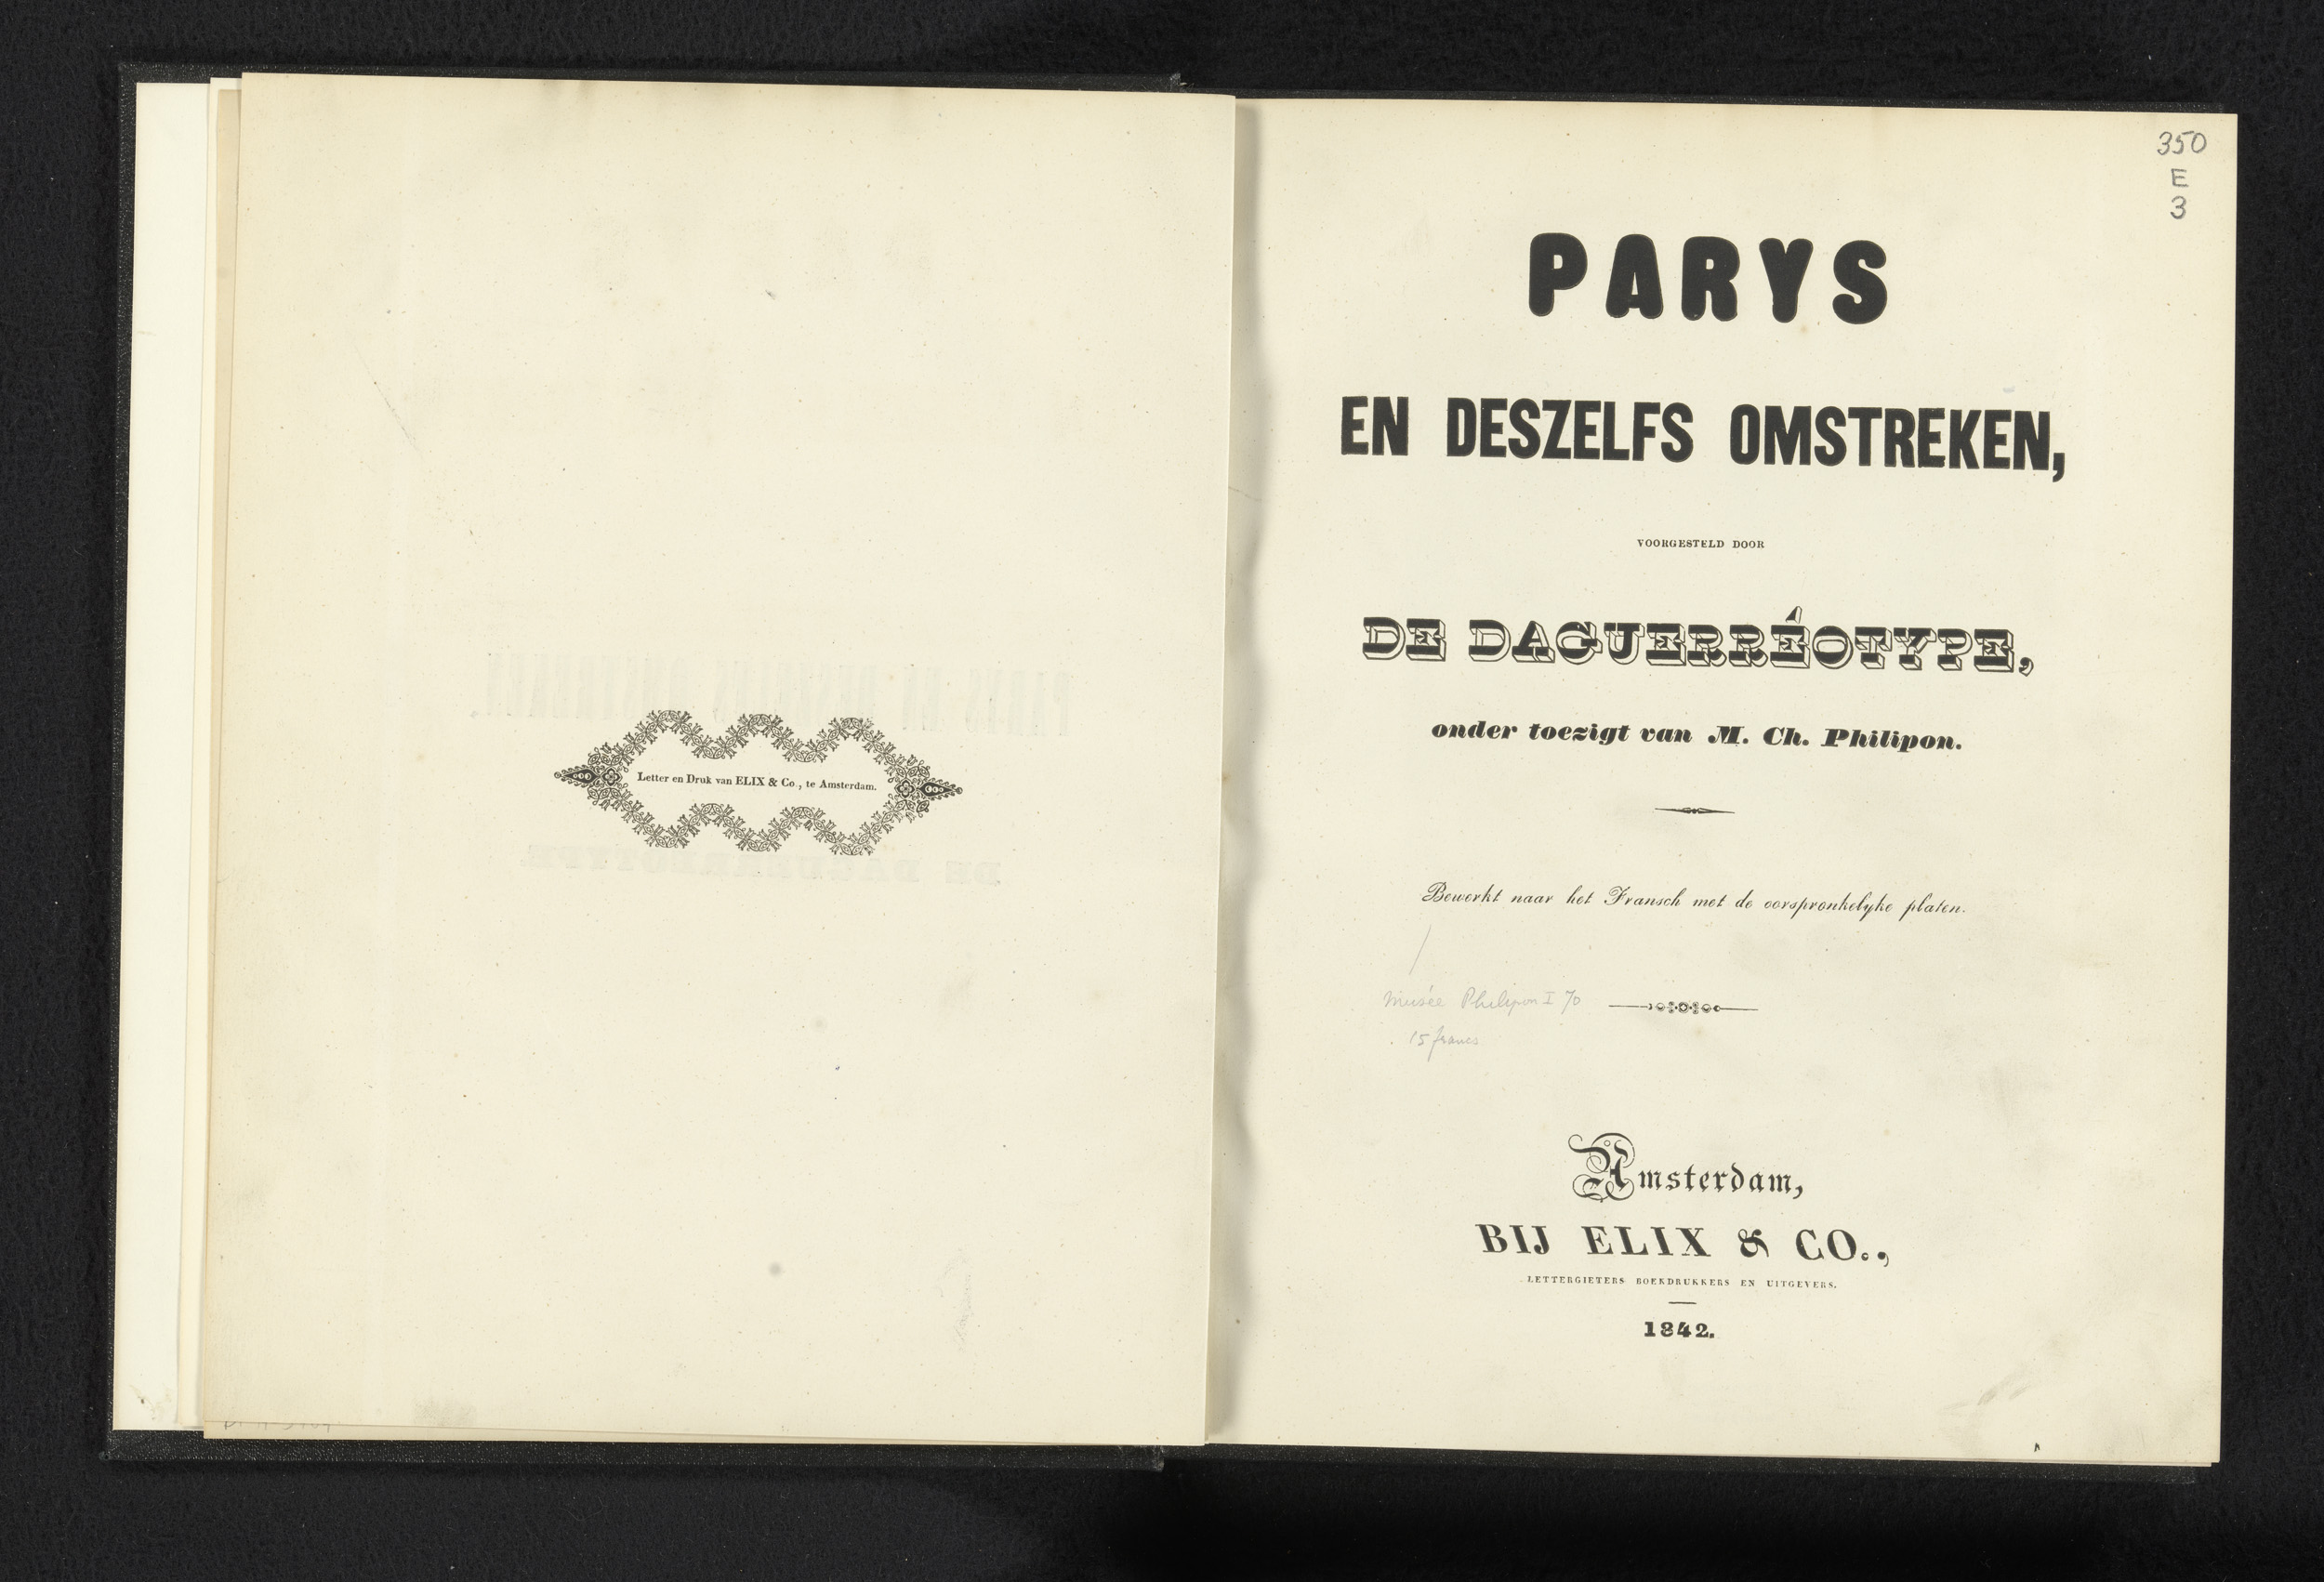 Letter en Druk van ELIX & Co., te Amsterdam.
350
E
3
PARYS
EN DESZELFS OMSTREKEN,
VOORGESTELD DOOR
DE DAGUERRÉOTYPE,
onder toezigt van M. Ch. Philipon.
Bewerkt naar het Fransch met de oorspronkelyke platen.
Musée Philipon I 70
15 francs
Amsterdam,
BIJ ELIX & CO.,
LETTERGIETERS BOEKDRUKKERS EN UITGEVERS.
1842.